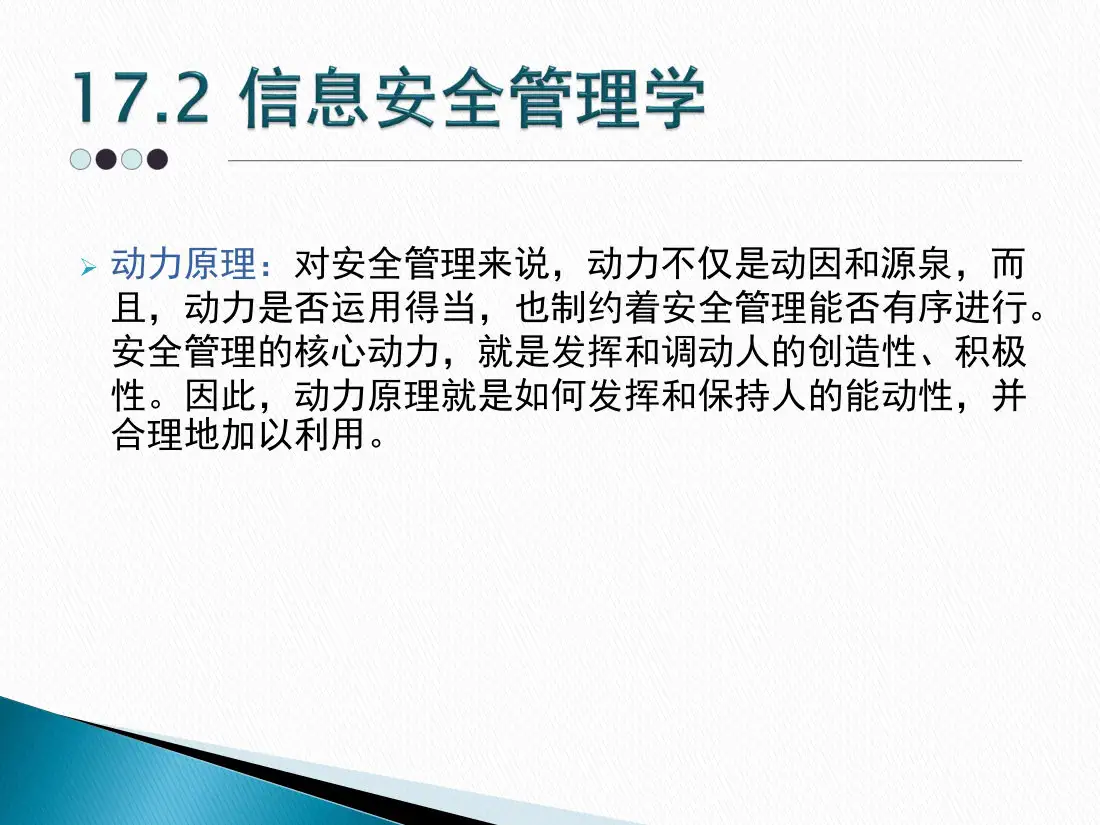 17.2 信息安全管理学
动力原理：对安全管理来说，动力不仅是动因和源泉，而
且，动力是否运用得当，也制约着安全管理能否有序进行。
安全管理的核心动力，就是发挥和调动人的创造性、积极
性。因此，动力原理就是如何发挥和保持人的能动性，并
合理地加以利用。